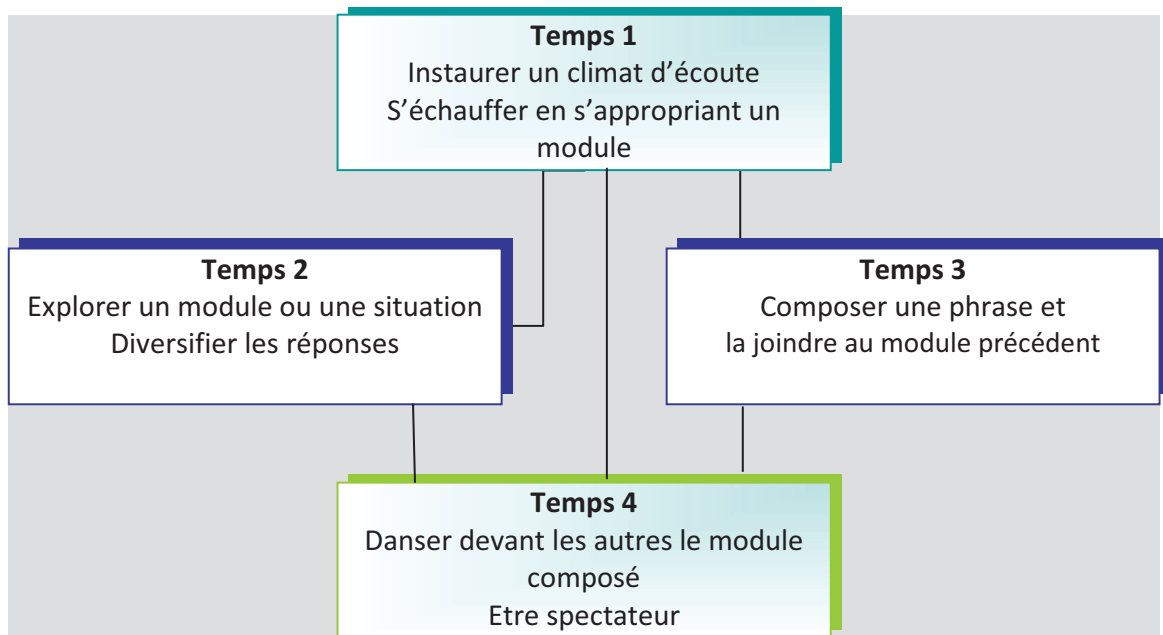 Temps 1
Instaurer un climat d’écoute
S’échauffer en s’appropriant un
module
Temps 2
Explorer un module ou une situation
Diversifier les réponses
Temps 3
Composer une phrase et
la joindre au module précédent
Temps 4
Danser devant les autres le module
composé
Etre spectateur